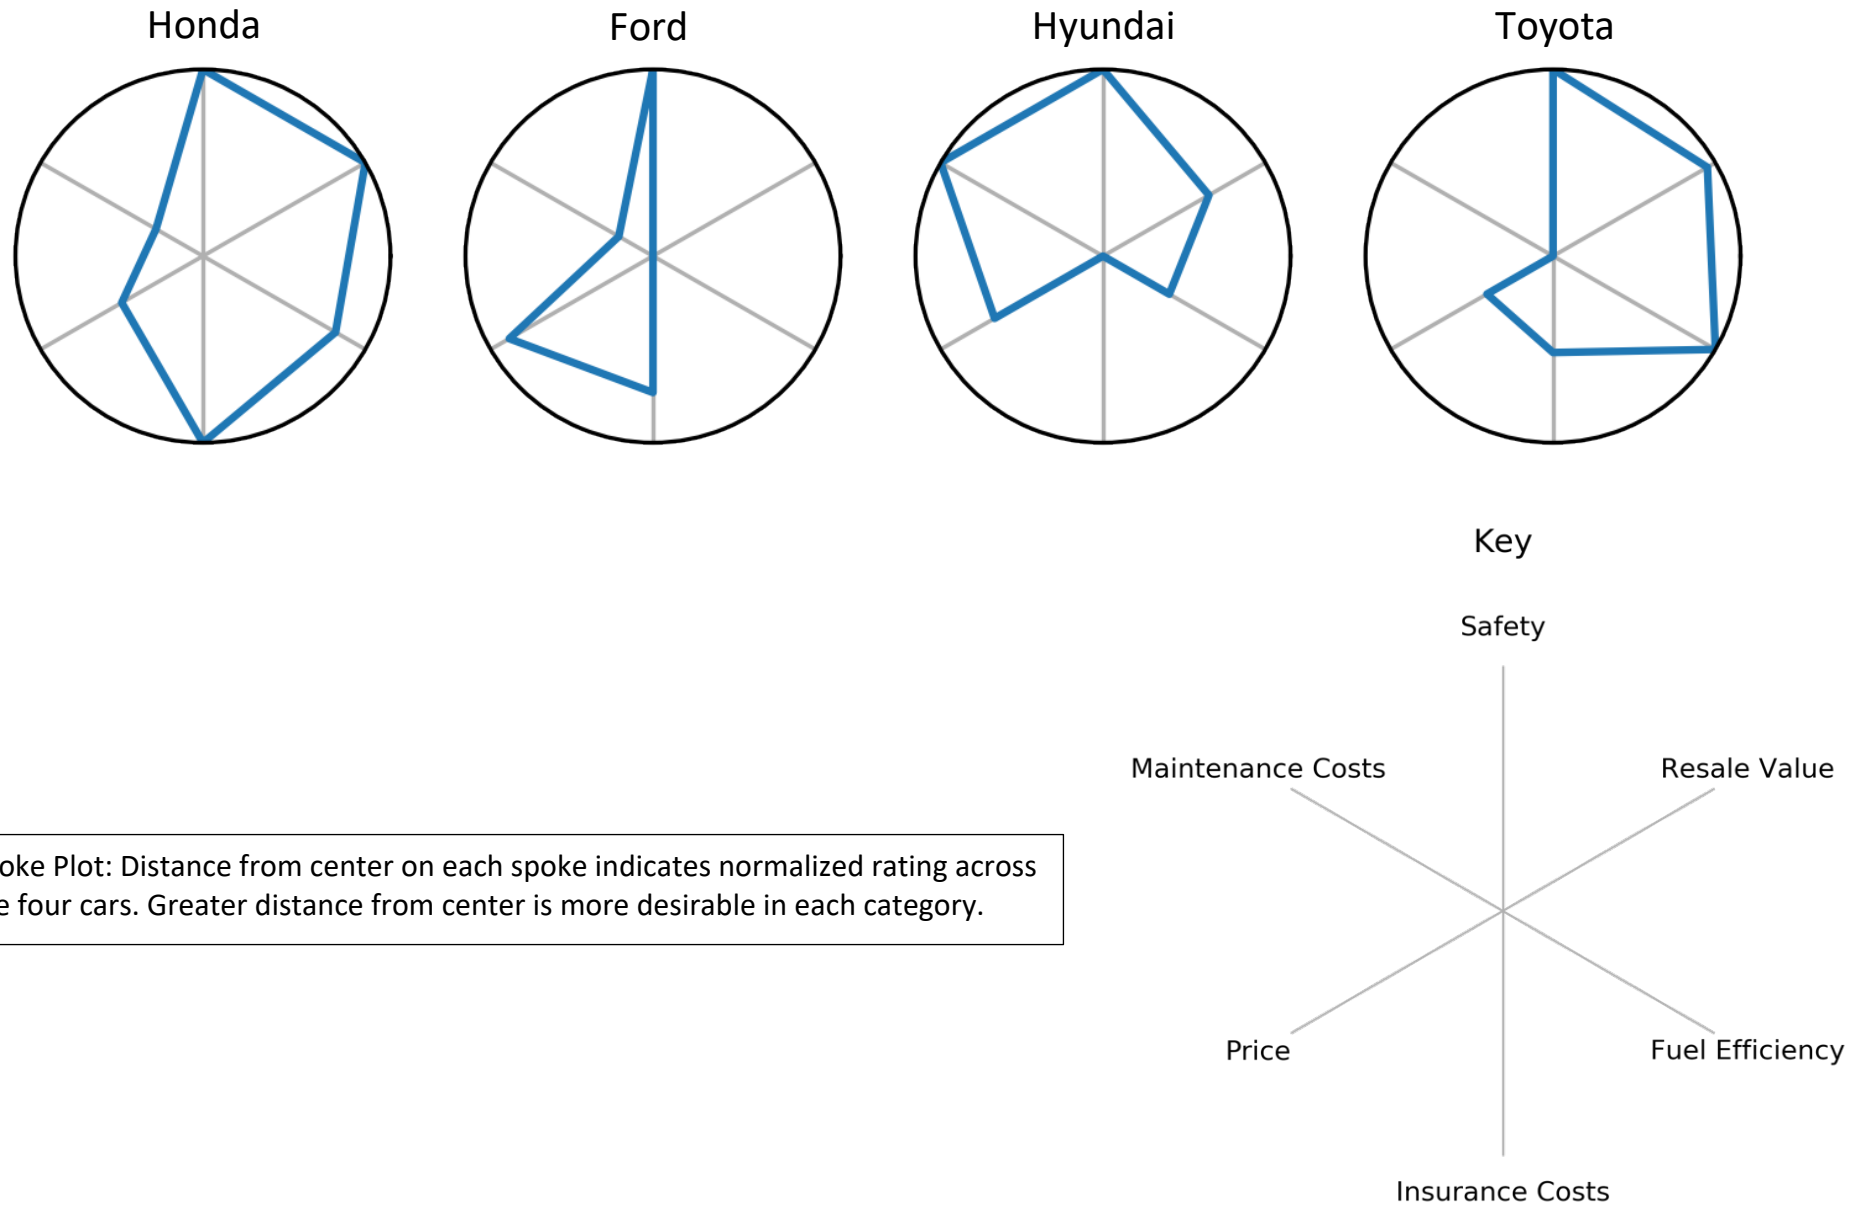 Honda Ford Hyundai Toyota
Key
Safety
Maintenance Costs Resale Value
oke Plot: Distance from center on each spoke indicates normalized rating across
e four cars. Greater distance from center is more desirable in each category.
Price Fuel Efficiency
Insurance Costs